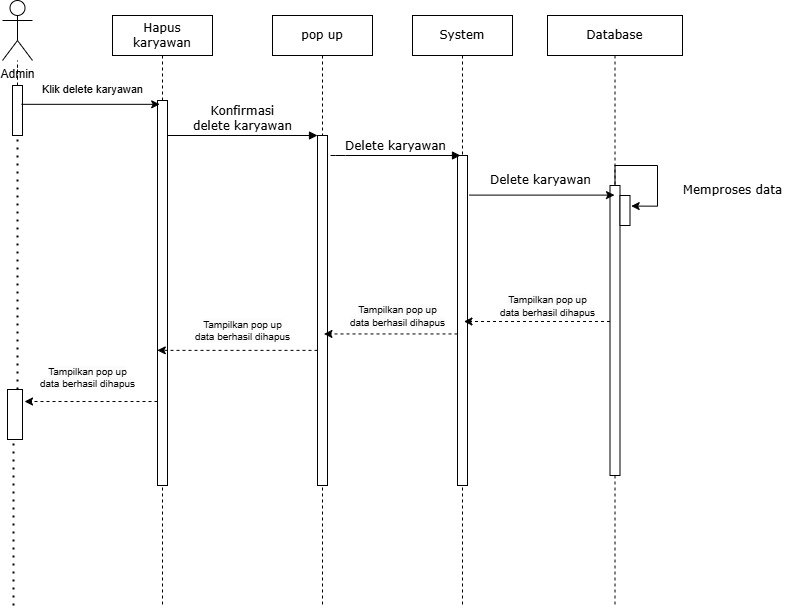 Hapus
karyawan
pop up
System
Database
Admin
Klik delete karyawan
Konfirmasi
delete karyawan
Delete karyawan
Delete karyawan
Memproses data
Tampilkan pop up
data berhasil dihapus
Tampilkan pop up
data berhasil dihapus
Tampilkan pop up
data berhasil dihapus
Tampilkan pop up
data berhasil dihapus